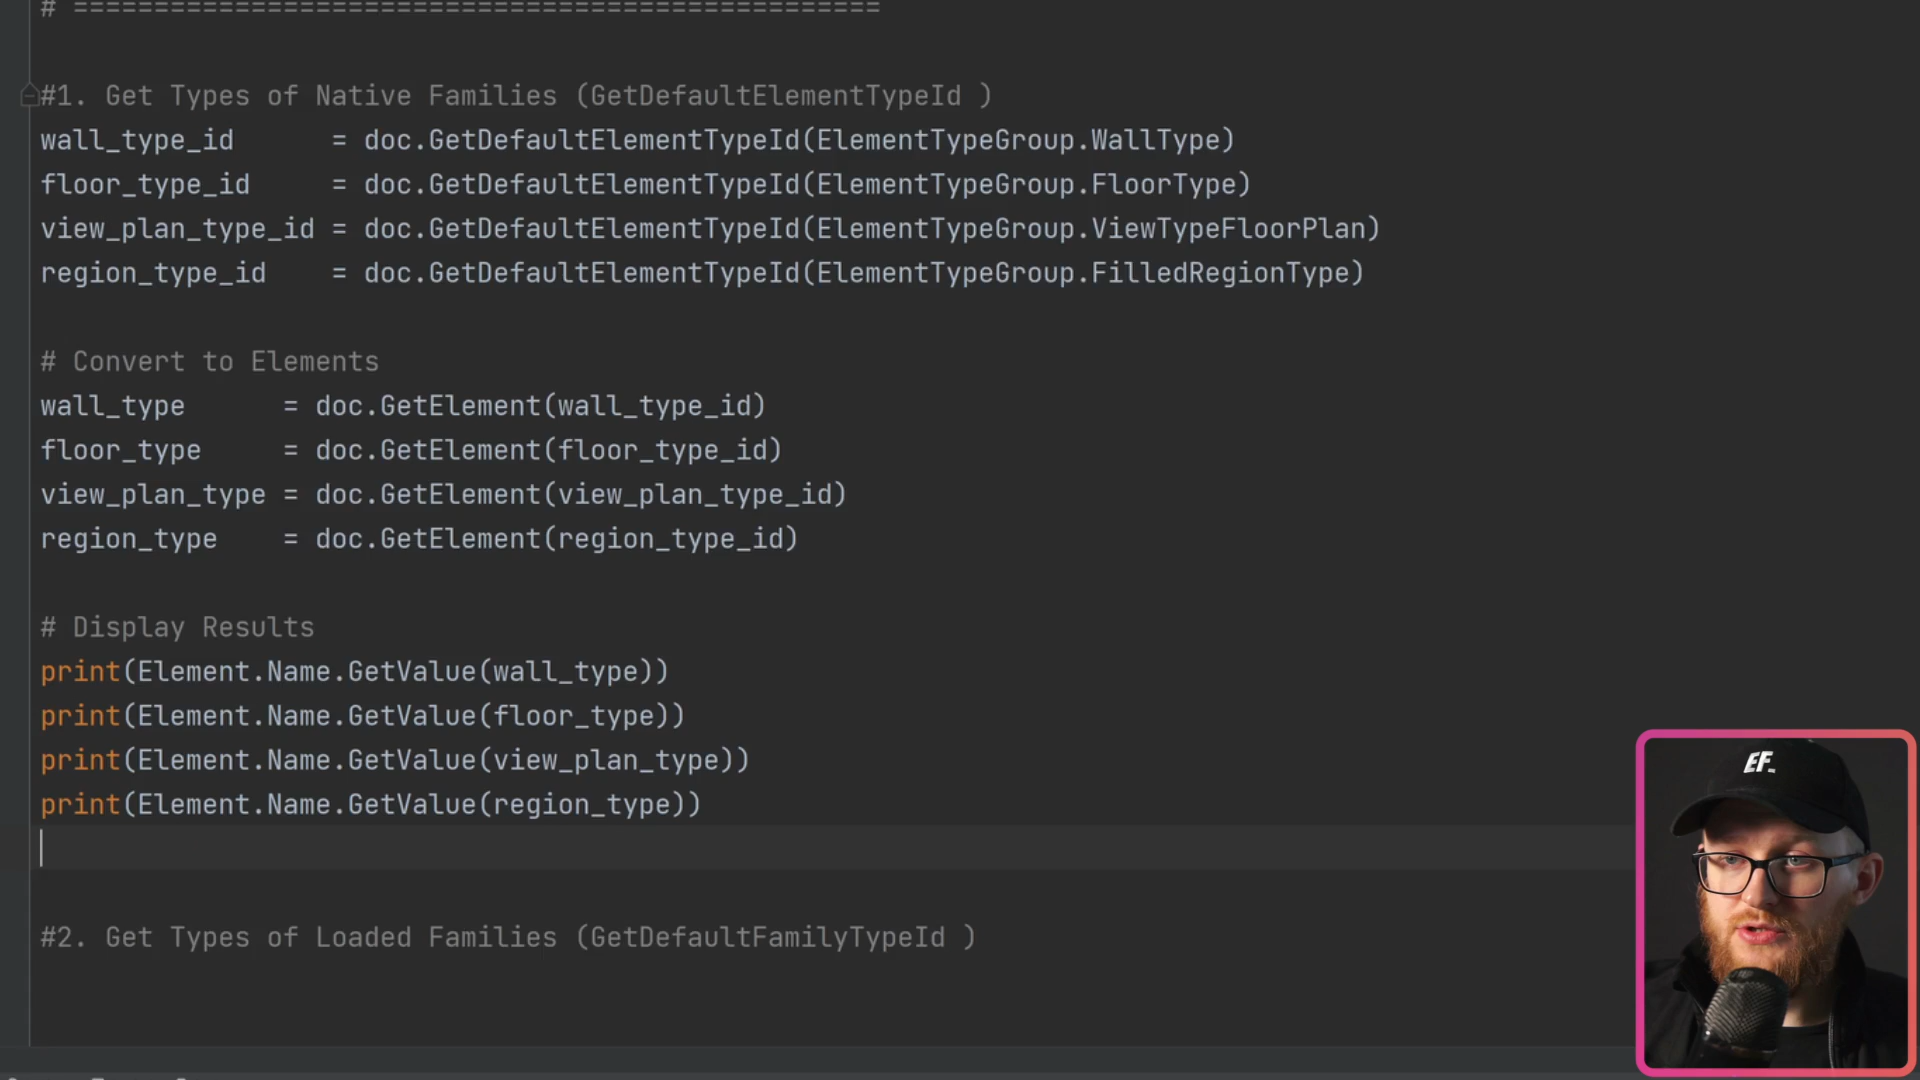 # ==================================================
#1. Get Types of Native Families (GetDefaultElementTypeId )
wall_type_id      = doc.GetDefaultElementTypeId(ElementTypeGroup.WallType)
floor_type_id     = doc.GetDefaultElementTypeId(ElementTypeGroup.FloorType)
view_plan_type_id = doc.GetDefaultElementTypeId(ElementTypeGroup.ViewTypeFloorPlan)
region_type_id    = doc.GetDefaultElementTypeId(ElementTypeGroup.FilledRegionType)
# Convert to Elements
wall_type      = doc.GetElement(wall_type_id)
floor_type     = doc.GetElement(floor_type_id)
view_plan_type = doc.GetElement(view_plan_type_id)
region_type    = doc.GetElement(region_type_id)
# Display Results
print(Element.Name.GetValue(wall_type))
print(Element.Name.GetValue(floor_type))
print(Element.Name.GetValue(view_plan_type))
print(Element.Name.GetValue(region_type))
#2. Get Types of Loaded Families (GetDefaultFamilyTypeId )
EF.